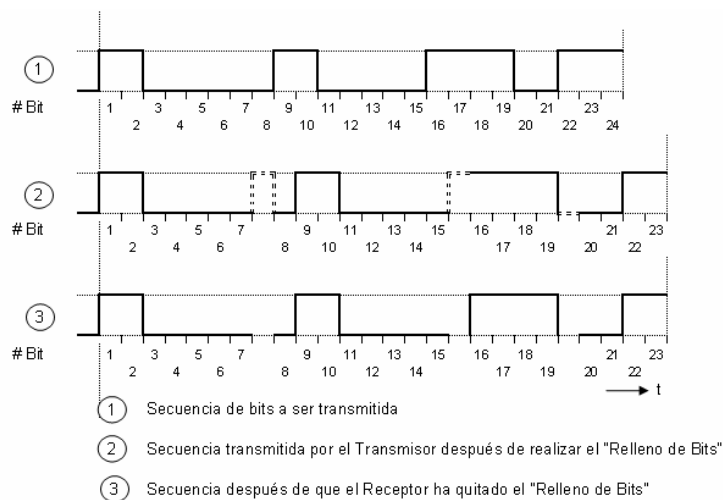 1
# Bit
1 3 5 7 9 11 13 15 17 19 21 23
2 4 6 8 10 12 14 16 18 20 22 24
2
# Bit
1 3 5 6 7 9 11 13 15 16 18 20 21 23
2 4 6 8 10 12 14 17 19 20 22
3
# Bit
1 3 5 7 9 11 13 15 16 18 21 23
2 4 6 8 10 12 14 17 19 20 22
t
1 Secuencia de bits a ser transmitida
2 Secuencia transmitida por el Transmisor después de realizar el "Relleno de Bits"
3 Secuencia después de que el Receptor ha quitado el "Relleno de Bits"